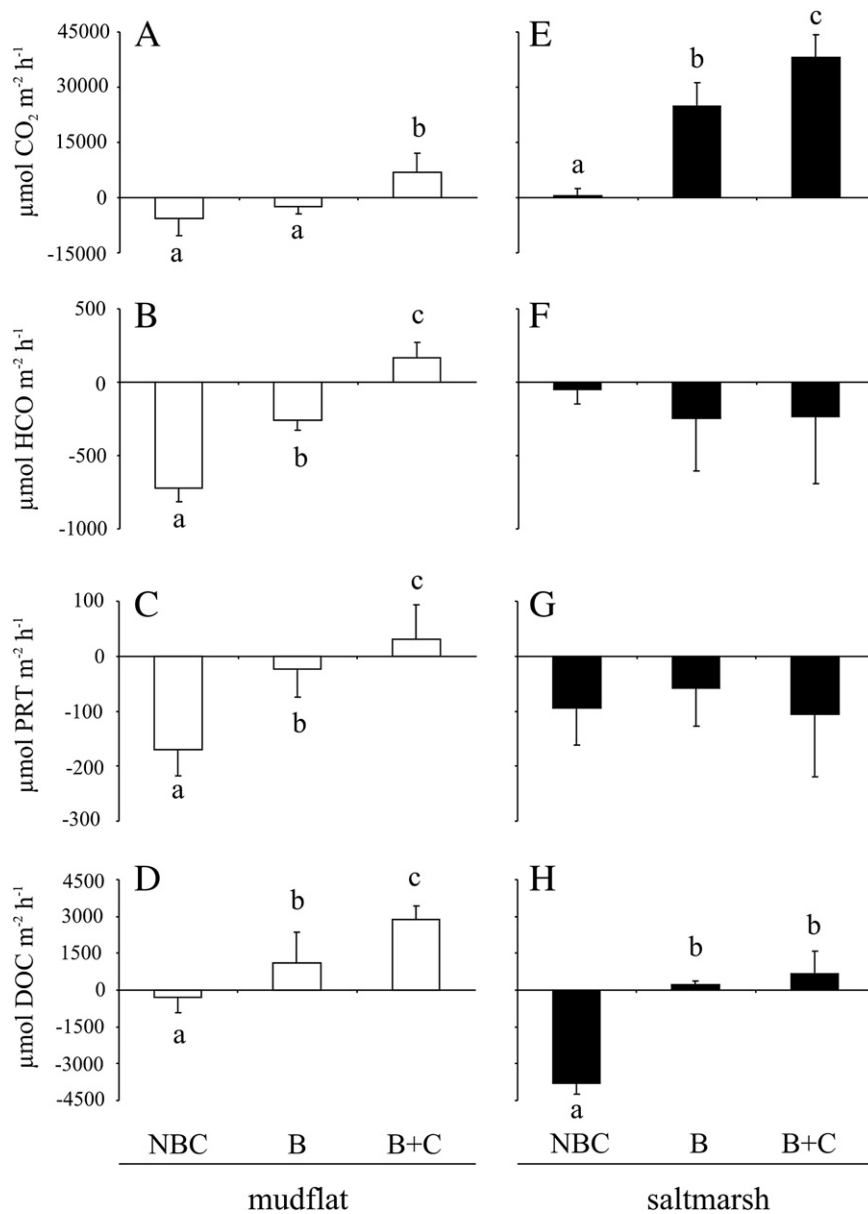 A
E
45000
30000
15000
0
-15000
µmol CO₂ m⁻² h⁻¹
a
a
b
a
b
c
B
F
500
0
-500
-1000
µmol HCO m⁻² h⁻¹
a
b
c
C
G
100
0
-100
-200
-300
µmol PRT m⁻² h⁻¹
a
b
c
D
H
4500
3000
1500
0
-1500
-3000
-4500
µmol DOC m⁻² h⁻¹
a
b
c
a
b
b
NBC B B+C NBC B B+C
mudflat saltmarsh